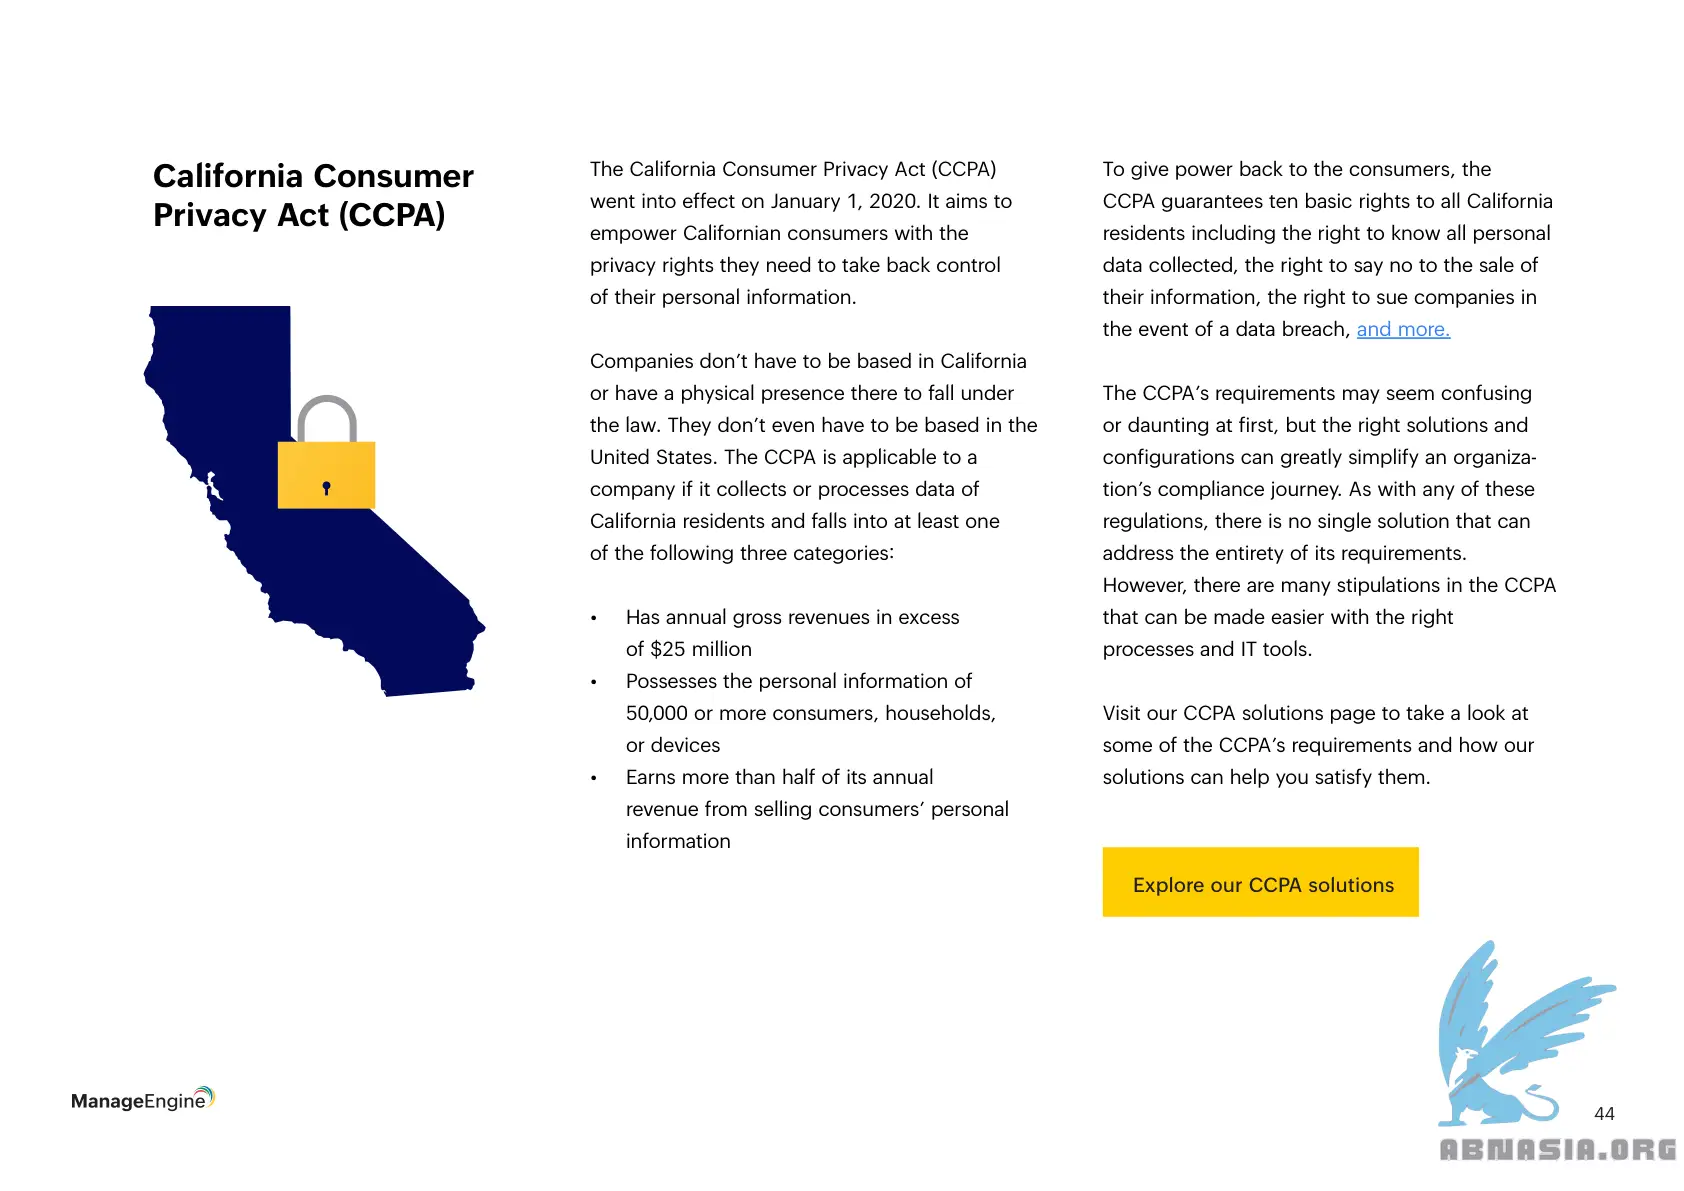 California Consumer
Privacy Act (CCPA)
The California Consumer Privacy Act (CCPA)
went into effect on January 1, 2020. It aims to
empower Californian consumers with the
privacy rights they need to take back control
of their personal information.
Companies don’t have to be based in California
or have a physical presence there to fall under
the law. They don’t even have to be based in the
United States. The CCPA is applicable to a
company if it collects or processes data of
California residents and falls into at least one
of the following three categories:
• Has annual gross revenues in excess
of $25 million
• Possesses the personal information of
50,000 or more consumers, households,
or devices
• Earns more than half of its annual
revenue from selling consumers’ personal
information
To give power back to the consumers, the
CCPA guarantees ten basic rights to all California
residents including the right to know all personal
data collected, the right to say no to the sale of
their information, the right to sue companies in
the event of a data breach, and more.
The CCPA’s requirements may seem confusing
or daunting at first, but the right solutions and
configurations can greatly simplify an organiza-
tion’s compliance journey. As with any of these
regulations, there is no single solution that can
address the entirety of its requirements.
However, there are many stipulations in the CCPA
that can be made easier with the right
processes and IT tools.
Visit our CCPA solutions page to take a look at
some of the CCPA’s requirements and how our
solutions can help you satisfy them.
Explore our CCPA solutions
ManageEngine
44
ABNASIA.ORG